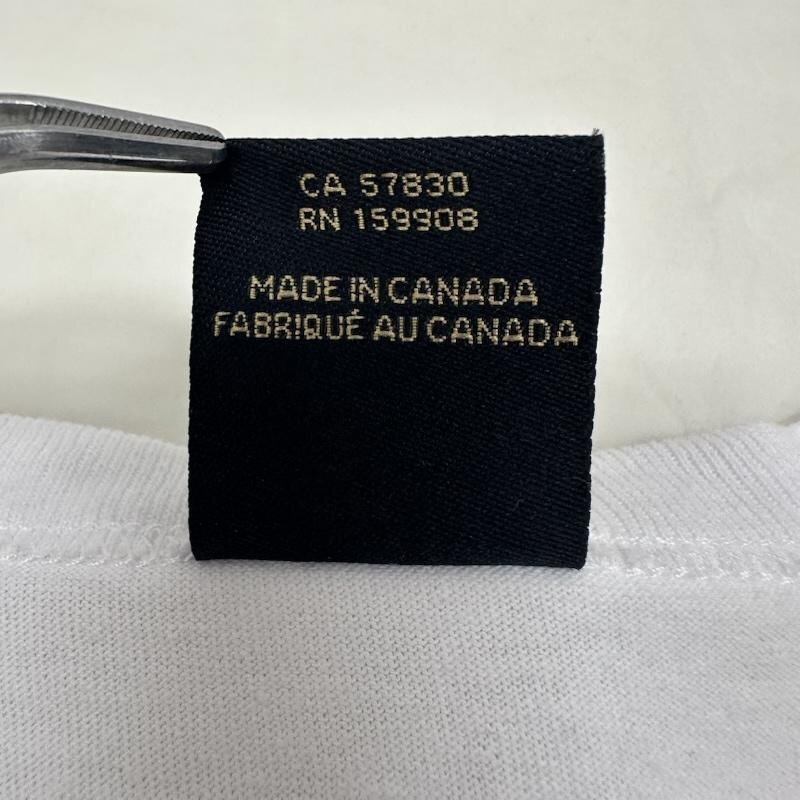 CA 57830
RN 159908
MADE IN CANADA
FABRIQUÉ AU CANADA